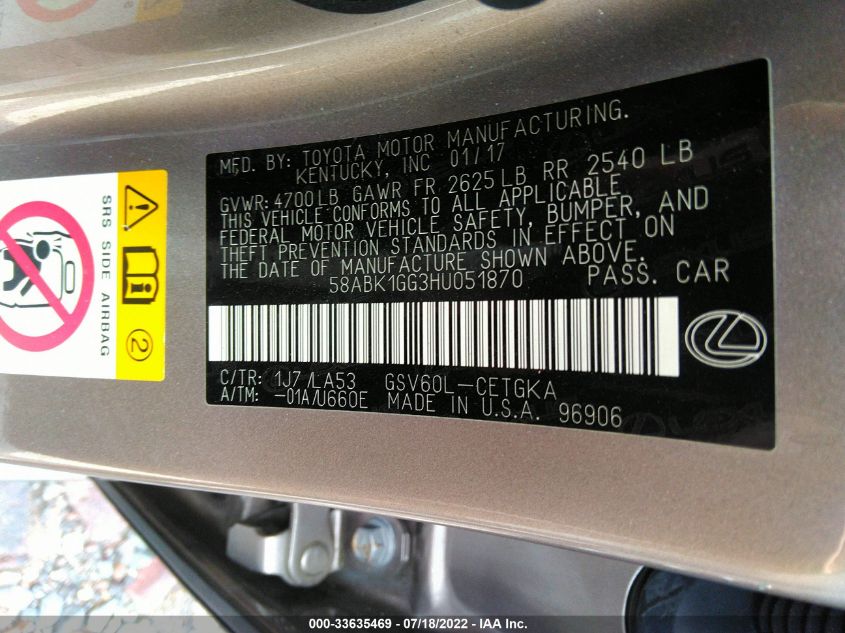 MFD. BY: TOYOTA MOTOR MANUFACTURING.
KENTUCKY, INC 01/17
GVWR: 4700LB GAWR FR 2625LB RR 2540 LB
THIS VEHICLE CONFORMS TO ALL APPLICABLE
FEDERAL MOTOR VEHICLE SAFETY, BUMPER, AND
THEFT PREVENTION STANDARDS IN EFFECT ON
THE DATE OF MANUFACTURE SHOWN ABOVE.
58ABK1GG3HU051870 PASS. CAR
C/TR: 1J7/LA53 GSV60L-CETGKA
A/TM: -01A/U660E MADE IN U.S.A. 96906
SRS SIDE AIRBAG
2
000-33635469 - 07/18/2022 - IAA Inc.